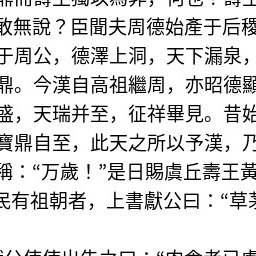 敢無說？臣聞夫周德始產于后稷
于周公，德澤上洞，天下漏泉，
鼎。今漢自高祖繼周，亦昭德顯
盛，天瑞并至，征祥畢見。昔始
寶鼎自至，此天之所以予漢，乃
稱：“萬歲！”是日賜虞丘壽王黃
民有祖朝者，上書獻公曰：“草茅